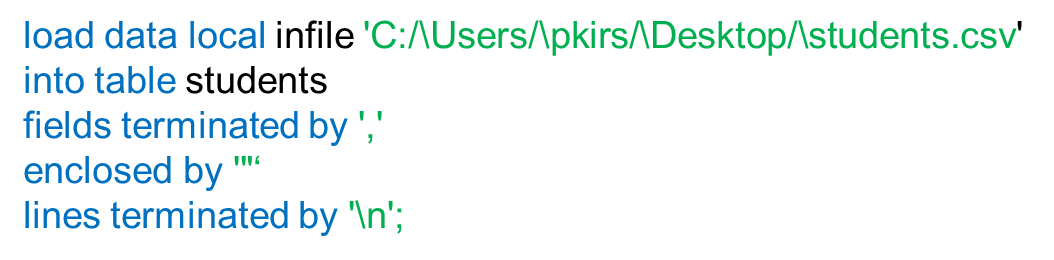 load data local infile 'C:/\Users/\pkirs/\Desktop/\students.csv'
into table students
fields terminated by ','
enclosed by '"‘
lines terminated by '\n';